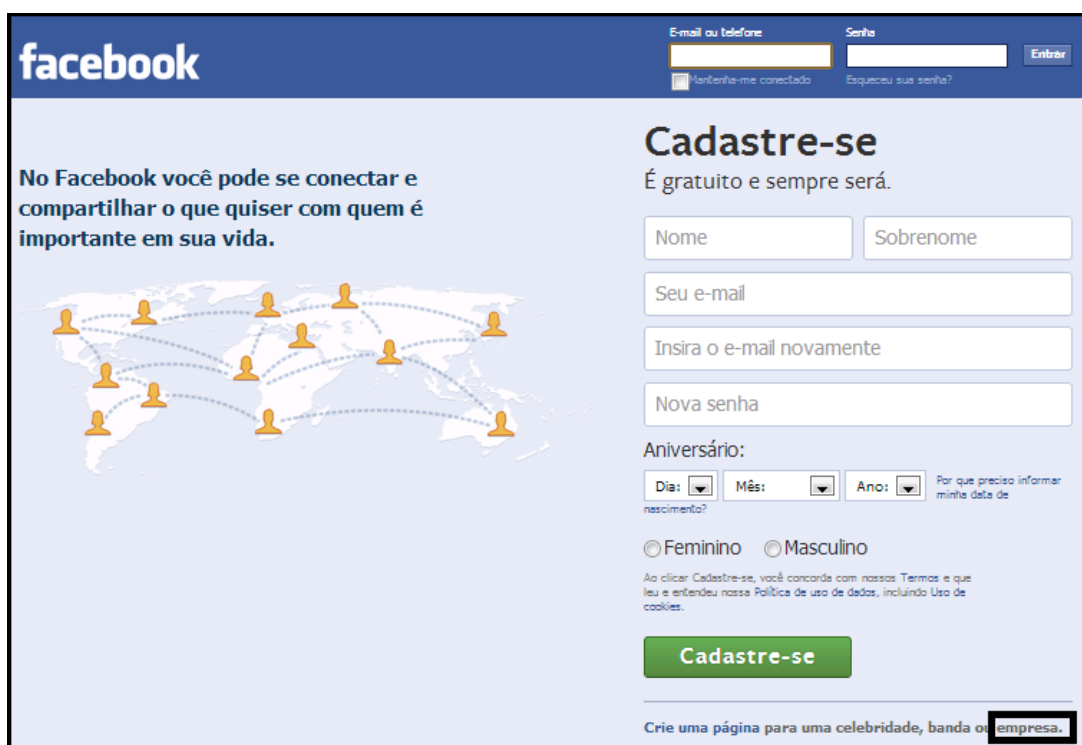 facebook
E-mail ou telefone
Senha
Entrar
Mantenha-me conectado
Esqueceu sua senha?
No Facebook você pode se conectar e
compartilhar o que quiser com quem é
importante em sua vida.
Cadastre-se
É gratuito e sempre será.
Nome
Sobrenome
Seu e-mail
Insira o e-mail novamente
Nova senha
Aniversário:
Dia:
Mês:
Ano:
Por que preciso informar
minha data de
nascimento?
Feminino
Masculino
Ao clicar Cadastre-se, você concorda com nossos Termos e que
leu e entendeu nossa Política de uso de dados, incluindo Uso de
cookies.
Cadastre-se
Crie uma página para uma celebridade, banda ou empresa.